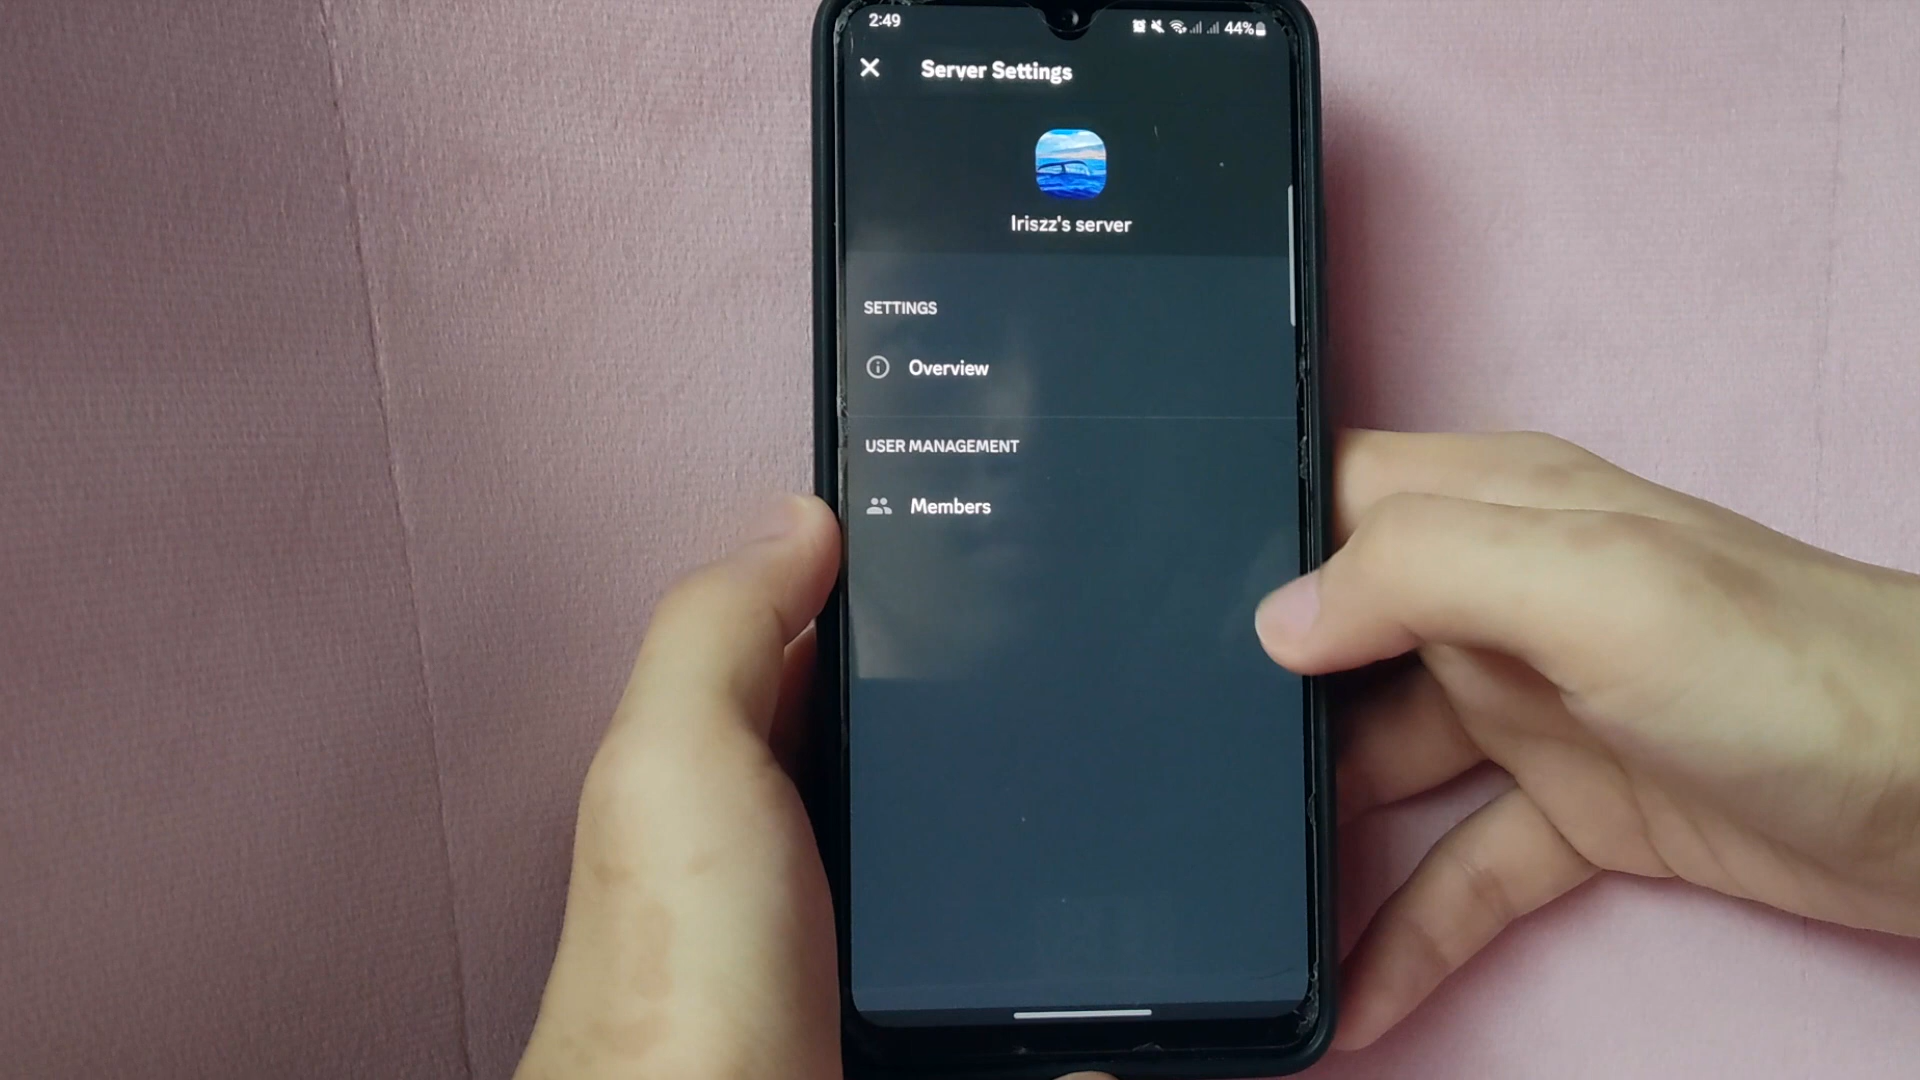 2:49
44%
Server Settings
Iriszz's server
SETTINGS
Overview
USER MANAGEMENT
Members